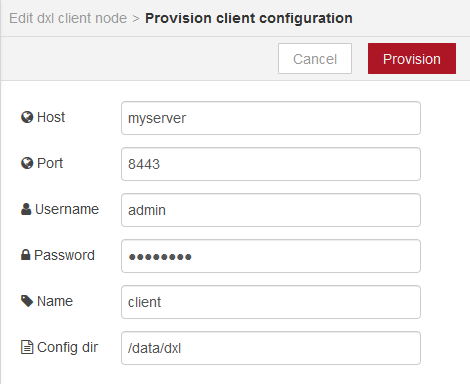 Edit dxl client node > Provision client configuration
Cancel Provision
Host myserver
Port 8443
Username admin
Password ●●●●●●●●
Name client
Config dir /data/dxl